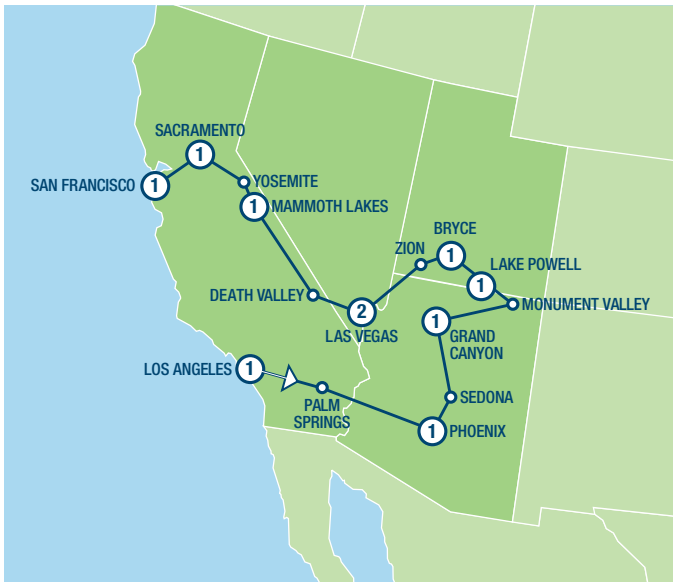 SACRAMENTO
1
SAN FRANCISCO 1
YOSEMITE
1 MAMMOTH LAKES
BRYCE
ZION 1
LAKE POWELL
1
DEATH VALLEY
MONUMENT VALLEY
2
LAS VEGAS
1
GRAND
CANYON
LOS ANGELES 1
PALM
SPRINGS
SEDONA
1 PHOENIX